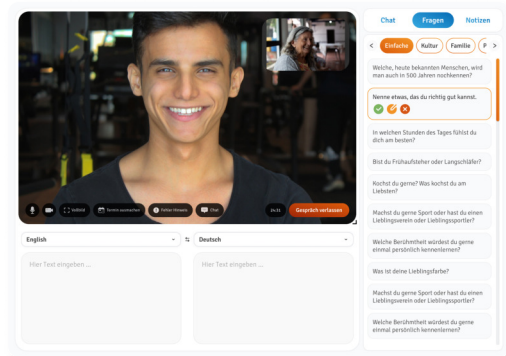 Chat
Fragen
Notizen
<
Einfache
Kultur
Familie
P
>
Welche, heute bekannten Menschen, wird
man auch in 500 Jahren nochkennen?
Nenne etwas, das du richtig gut kannst.
In welchen Stunden des Tages fühlst du
dich am besten?
Bist du Frühaufsteher oder Langschläfer?
Kochst du gerne? Was kochst du am
Liebsten?
Machst du gerne Sport oder hast du einen
Lieblingsverein oder Lieblingssportler?
Welche Berühmtheit würdest du gerne
einmal persönlich kennenlernen?
Was ist deine Lieblingsfarbe?
Machst du gerne Sport oder hast du einen
Lieblingsverein oder Lieblingssportler?
Welche Berühmtheit würdest du gerne
einmal persönlich kennenlernen?
Vollbild
Termin ausmachen
Fehler Hinweis
Chat
24:31
Gespräch verlassen
English
Deutsch
Hier Text eingeben ...
Hier Text eingeben ...